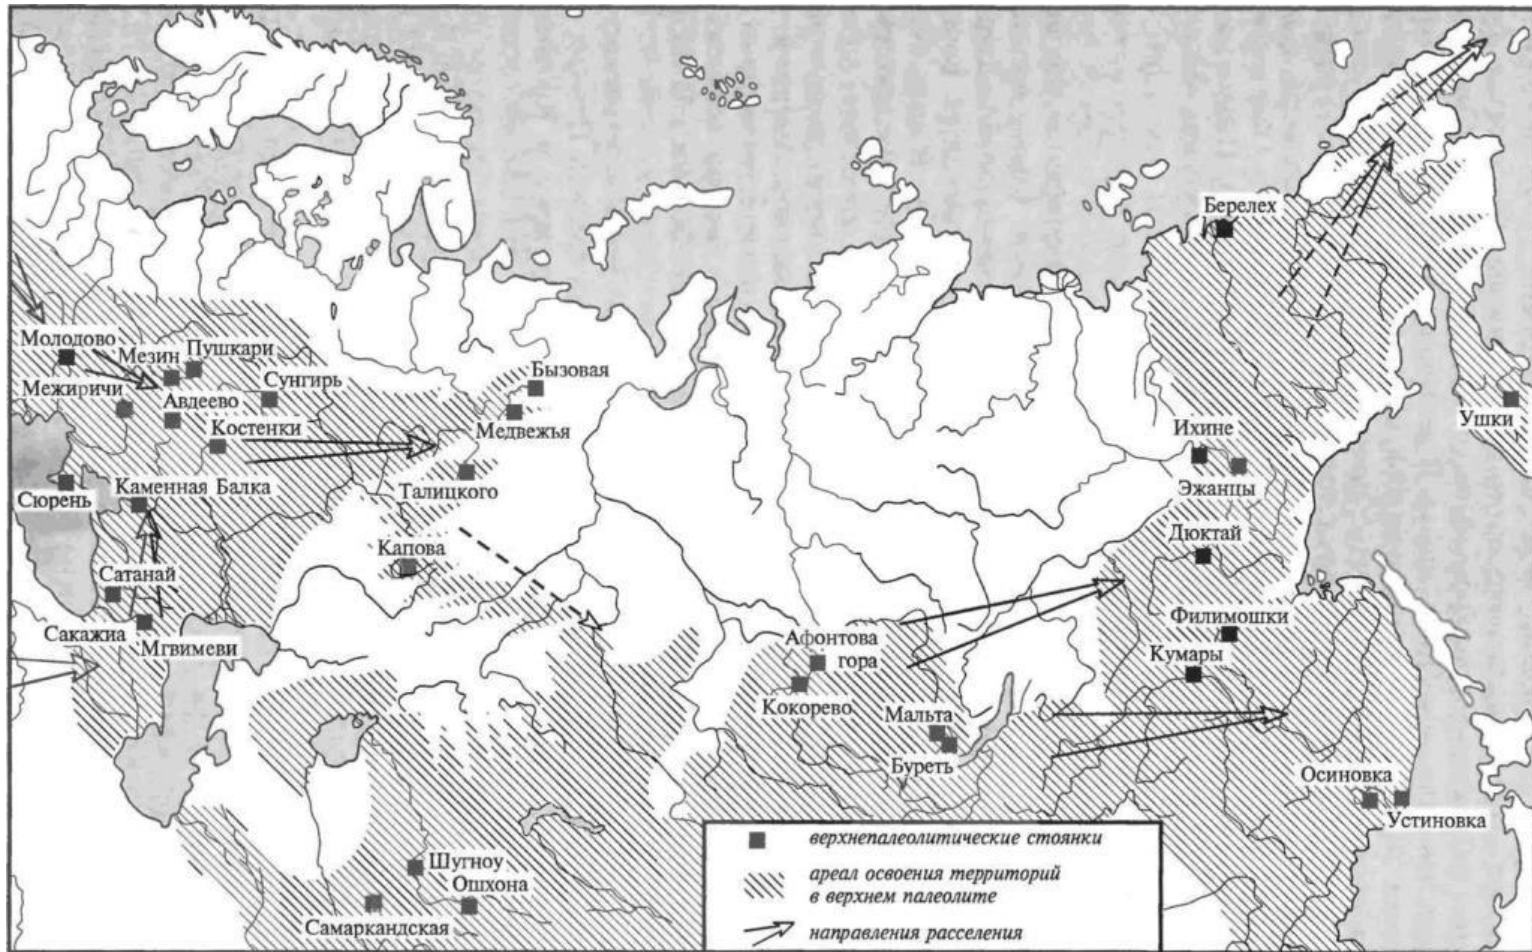 Берелех
Молодово
Мезин
Пушкари
Бызовая
Межиричи
Сунгирь
Авдеево
Ушки
Костенки
Медвежья
Ихине
Сюрень
Каменная Балка
Талицкого
Эжанцы
Дюктай
Капова
Сатанай
Филимошки
Сакажиа
Мгвимеви
Афонтова
гора
Кумары
Кокорево
Мальта
Буреть
Осиновка
Устиновка
Шугноу
Ошхона
Самаркандская
верхнепалеолитические стоянки
ареал освоения территорий
в верхнем палеолите
направления расселения